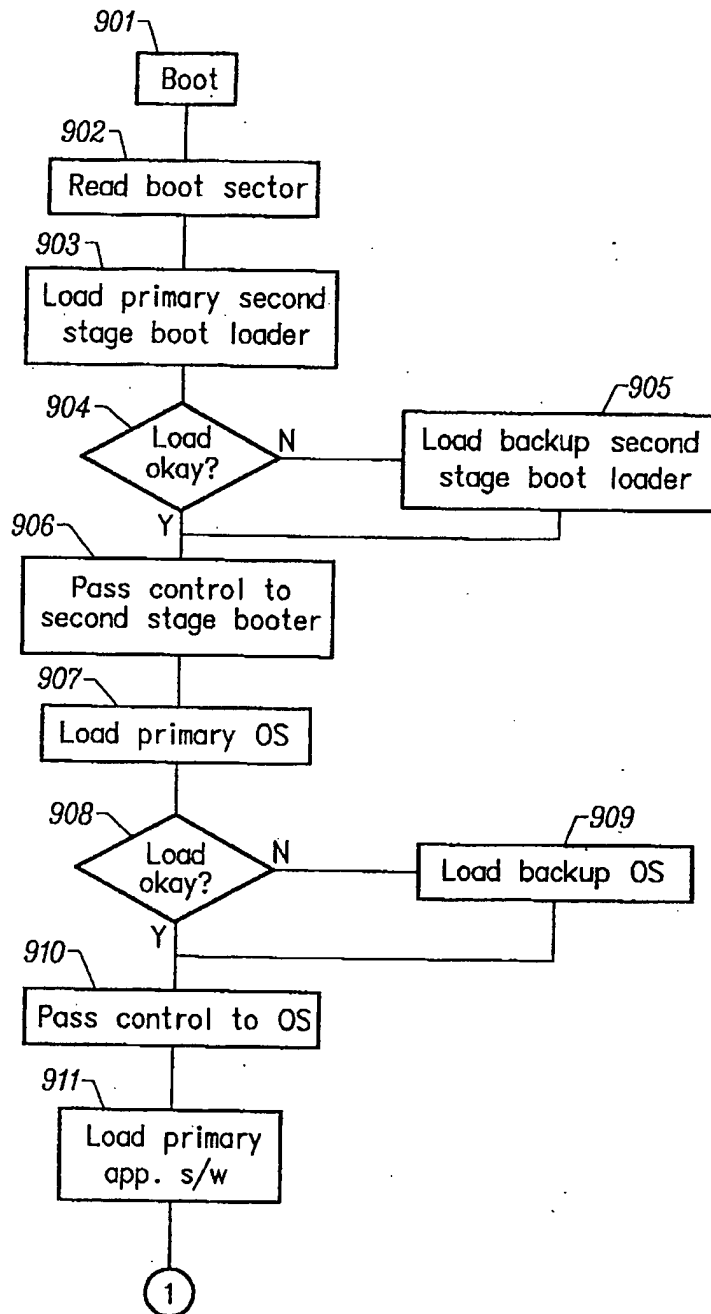 901
Boot
902
Read boot sector
903
Load primary second
stage boot loader
904
Load
okay?
N
905
Load backup second
stage boot loader
Y
906
Pass control to
second stage booter
907
Load primary OS
908
Load
okay?
N
909
Load backup OS
Y
910
Pass control to OS
911
Load primary
app. s/w
1